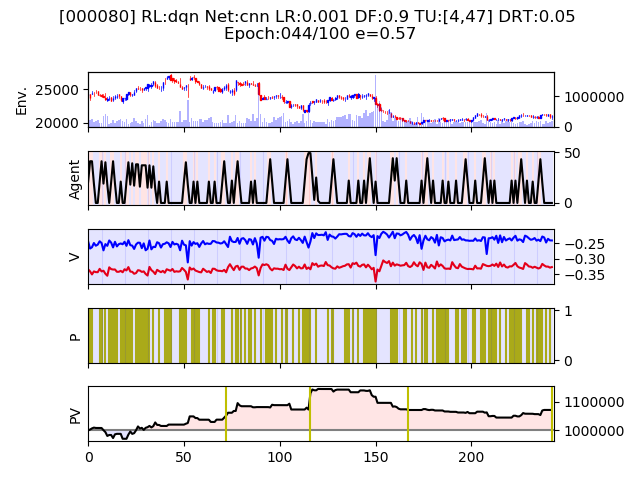 [000080] RL:dqn Net:cnn LR:0.001 DF:0.9 TU:[4,47] DRT:0.05
Epoch:044/100 e=0.57
Env.
25000
20000
1000000
0
Agent
50
0
V
−0.25
−0.30
−0.35
P
1
0
PV
1100000
1000000
0 50 100 150 200